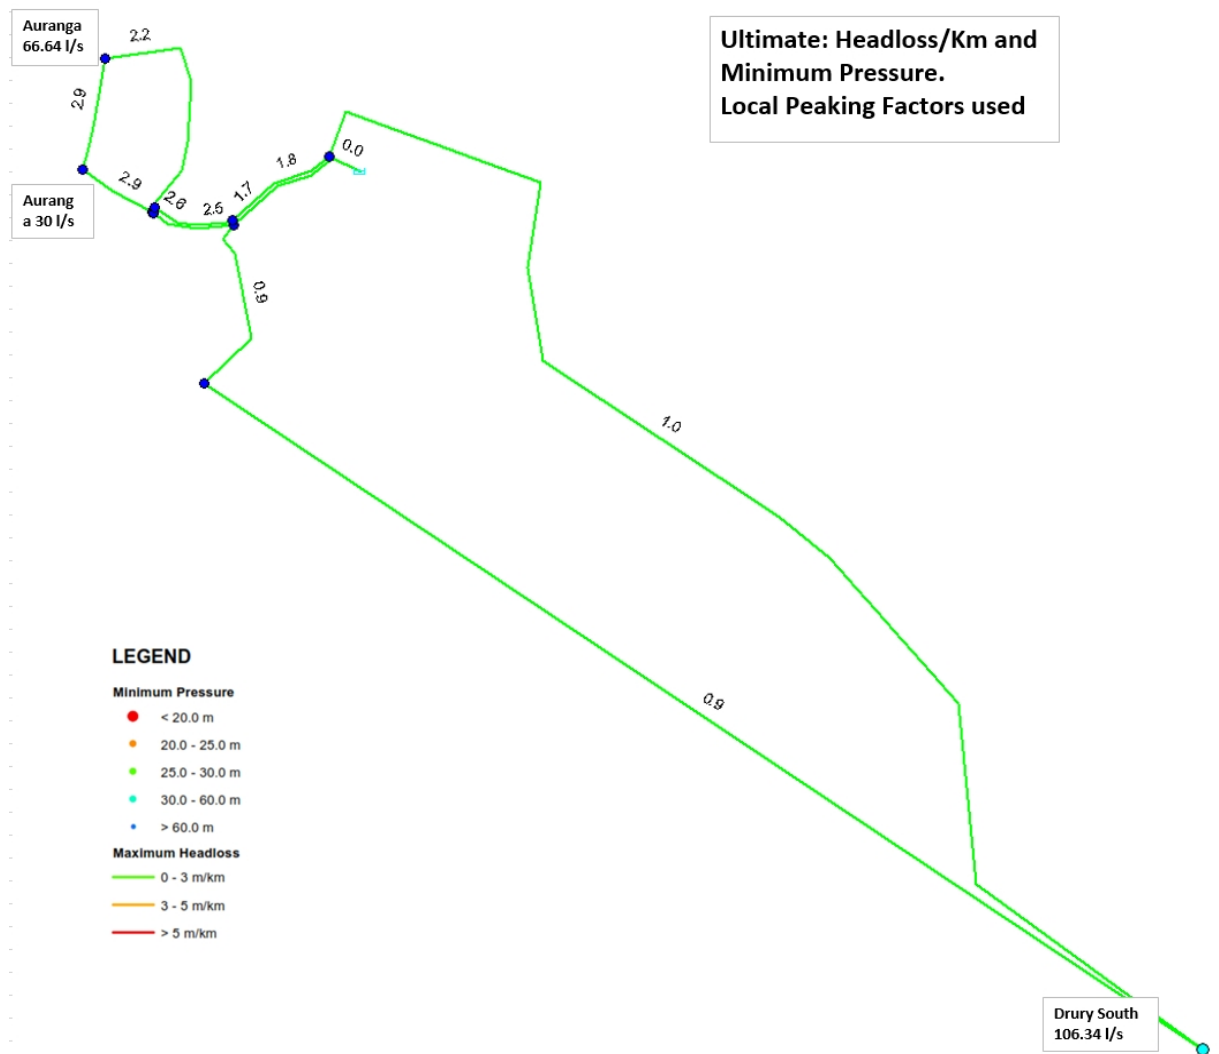 Auranga
66.64 l/s
2.2
Ultimate: Headloss/Km and
Minimum Pressure.
Local Peaking Factors used
2.9
0.0
1.8
2.9
1.7
2.6
2.5
Aurang
a 30 l/s
0.9
1.0
0.9
LEGEND
Minimum Pressure
< 20.0 m
20.0 - 25.0 m
25.0 - 30.0 m
30.0 - 60.0 m
> 60.0 m
Maximum Headloss
0 - 3 m/km
3 - 5 m/km
> 5 m/km
Drury South
106.34 l/s